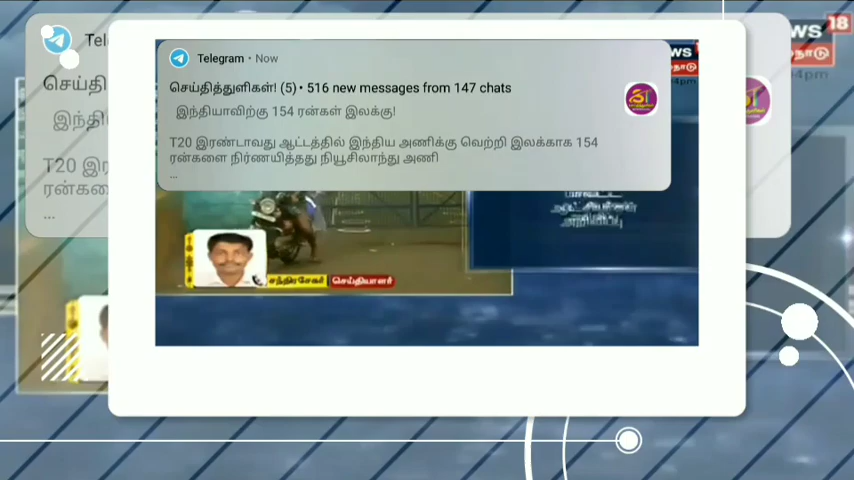 Telegram • Now
செய்தித்துளிகள்! (5) • 516 new messages from 147 chats
இந்தியாவிற்கு 154 ரன்கள் இலக்கு!
T20 இரண்டாவது ஆட்டத்தில் இந்திய அணிக்கு வெற்றி இலக்காக 154
ரன்களை நிர்ணயித்தது நியூசிலாந்து அணி
...
சந்திரசேகர் செய்தியாளர்
18